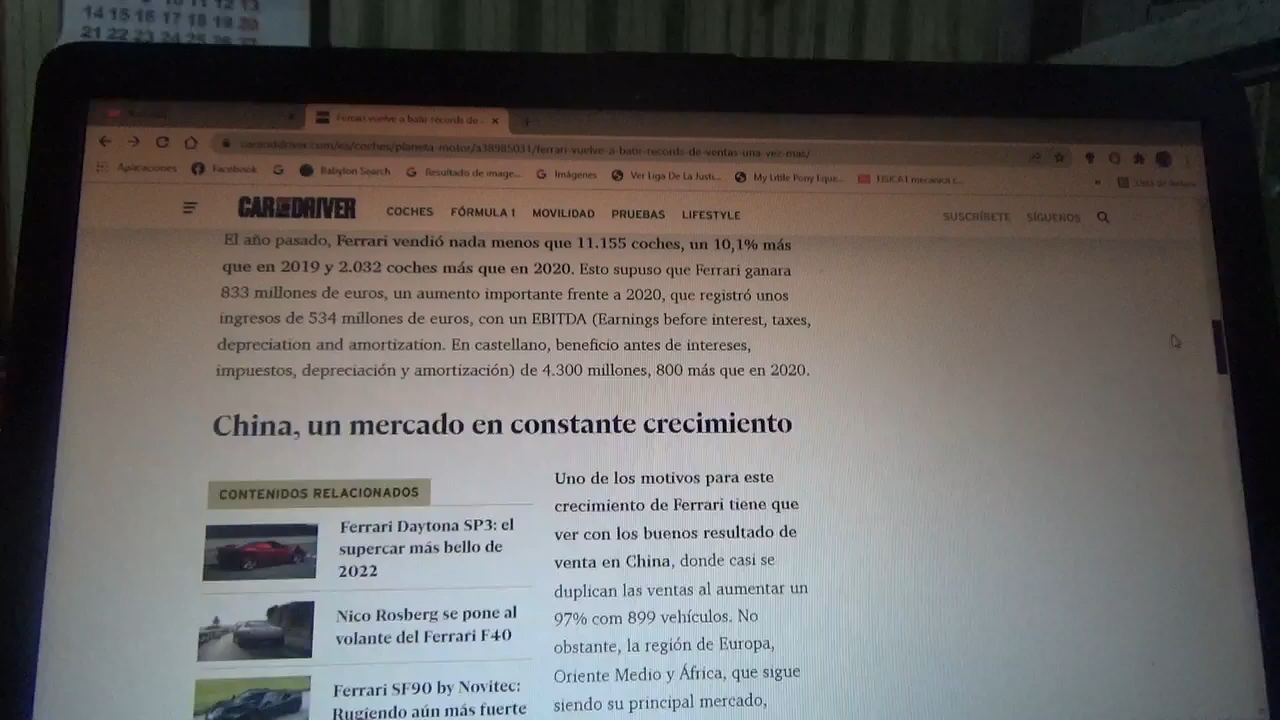 14 15 16 17 18 19 20
21 22 23 24 25 26 27
Ferrari vuelve a batir records de
caranddriver.com/es/coches/planeta-motor/a38985031/ferrari-vuelve-a-batir-records-de-ventas-una-vez-mas/
Aplicaciones Facebook Babylon Search Resultado de image... Imágenes Ver Liga De La Justi... My Little Pony Eque... FISICA I mecanica c... Lista de lectura
CAR AND DRIVER COCHES FÓRMULA 1 MOVILIDAD PRUEBAS LIFESTYLE SUSCRÍBETE SÍGUENOS
El año pasado, Ferrari vendió nada menos que 11.155 coches, un 10,1% más
que en 2019 y 2.032 coches más que en 2020. Esto supuso que Ferrari ganara
833 millones de euros, un aumento importante frente a 2020, que registró unos
ingresos de 534 millones de euros, con un EBITDA (Earnings before interest, taxes,
depreciation and amortization. En castellano, beneficio antes de intereses,
impuestos, depreciación y amortización) de 4.300 millones, 800 más que en 2020.
China, un mercado en constante crecimiento
CONTENIDOS RELACIONADOS
Ferrari Daytona SP3: el
supercar más bello de
2022
Nico Rosberg se pone al
volante del Ferrari F40
Ferrari SF90 by Novitec:
Rugiendo aún más fuerte
Uno de los motivos para este
crecimiento de Ferrari tiene que
ver con los buenos resultado de
venta en China, donde casi se
duplican las ventas al aumentar un
97% com 899 vehículos. No
obstante, la región de Europa,
Oriente Medio y África, que sigue
siendo su principal mercado,